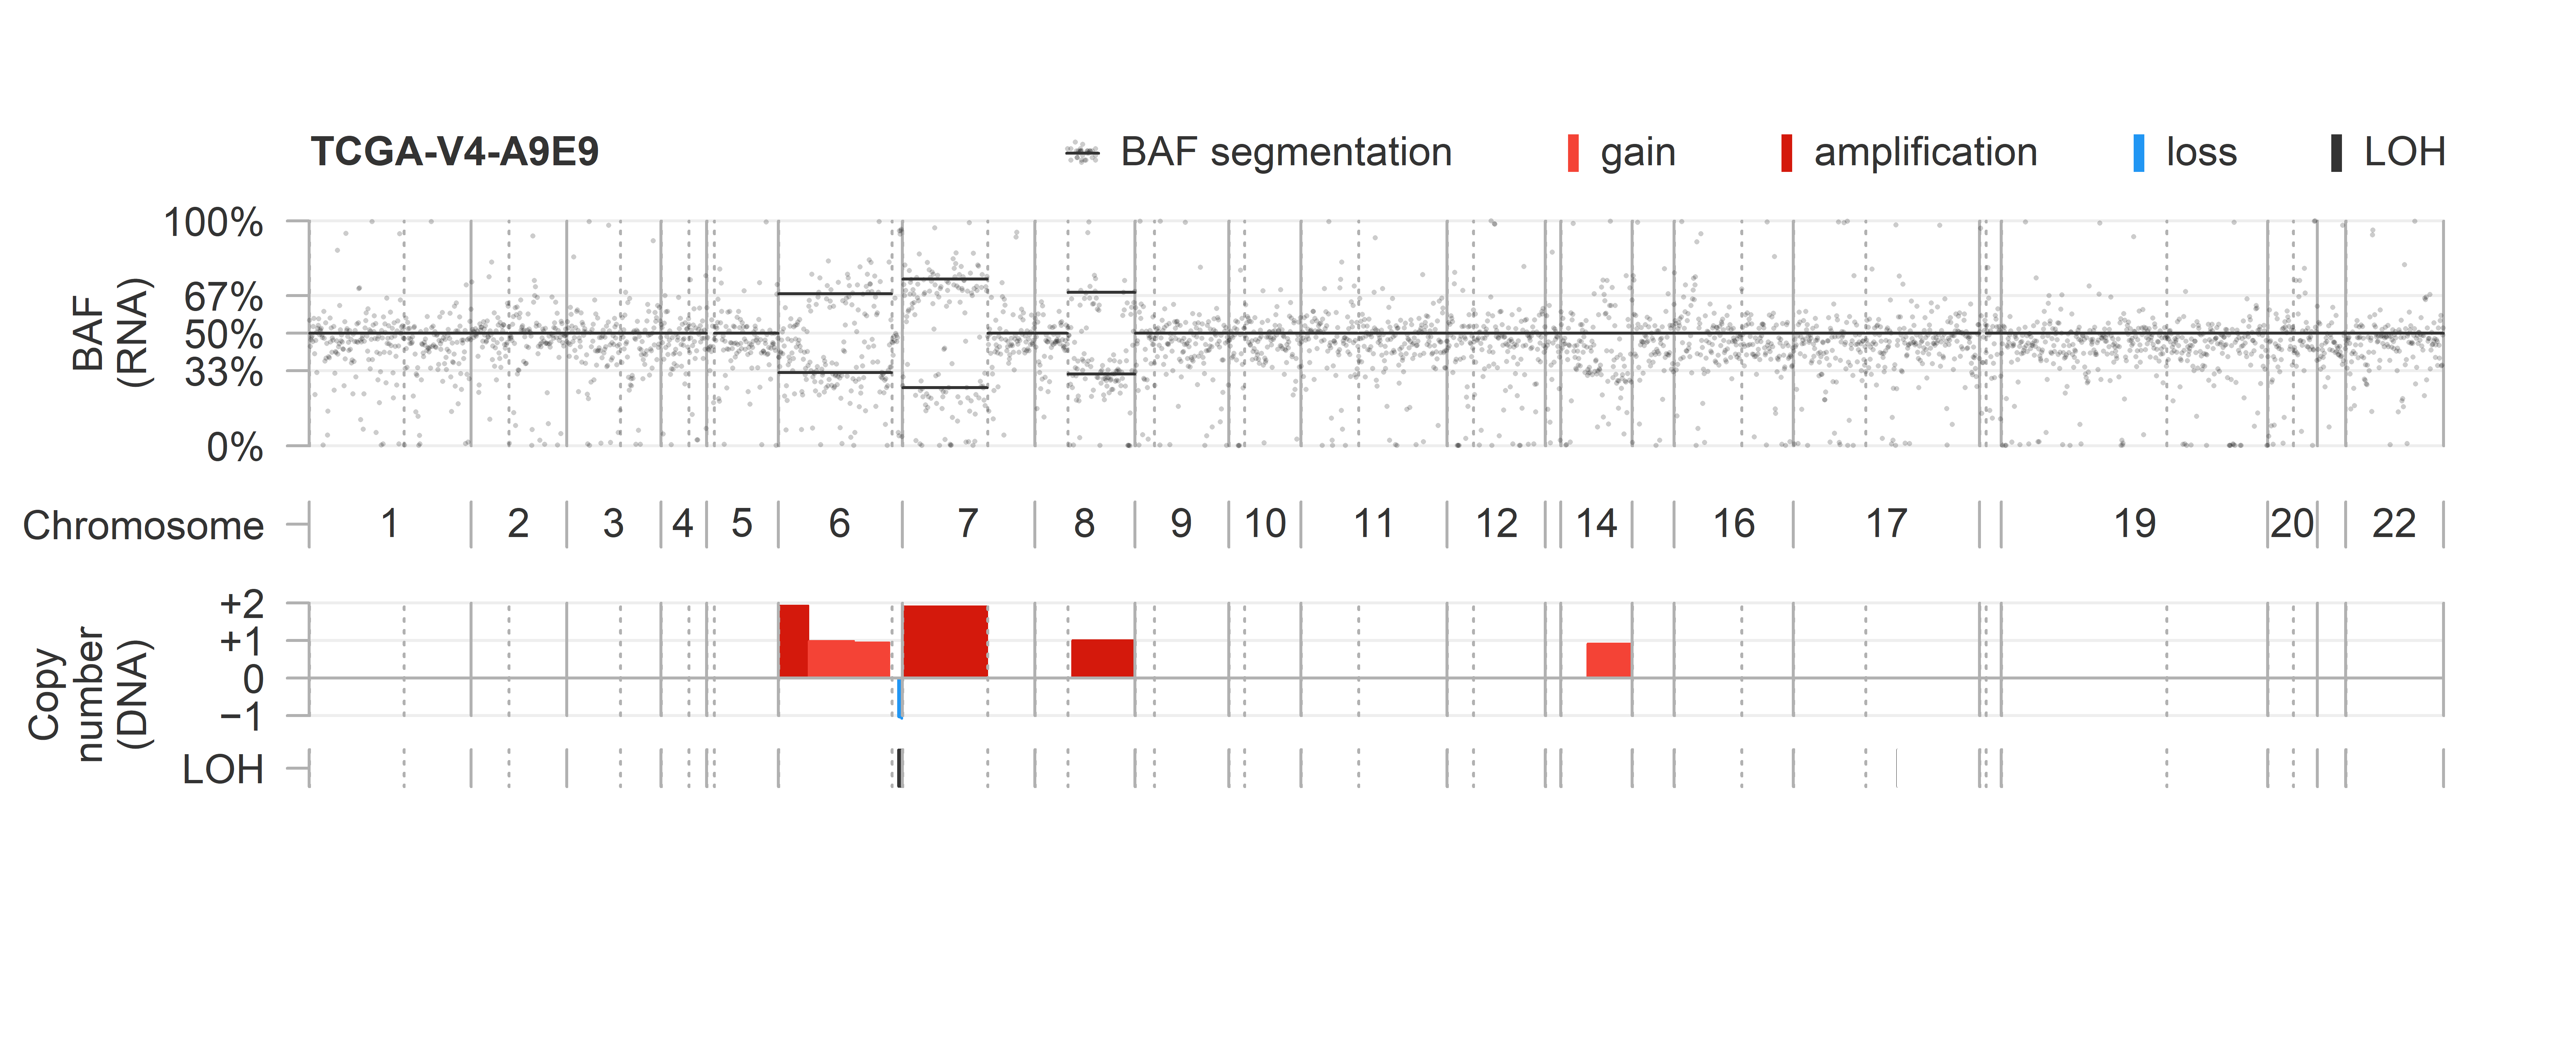 TCGA-V4-A9E9 BAF segmentation gain amplification loss LOH
BAF
(RNA)
100%
67%
50%
33%
0%
Chromosome 1 2 3 4 5 6 7 8 9 10 11 12 14 16 17 19 20 22
Copy
number
(DNA)
+2
+1
0
−1
LOH